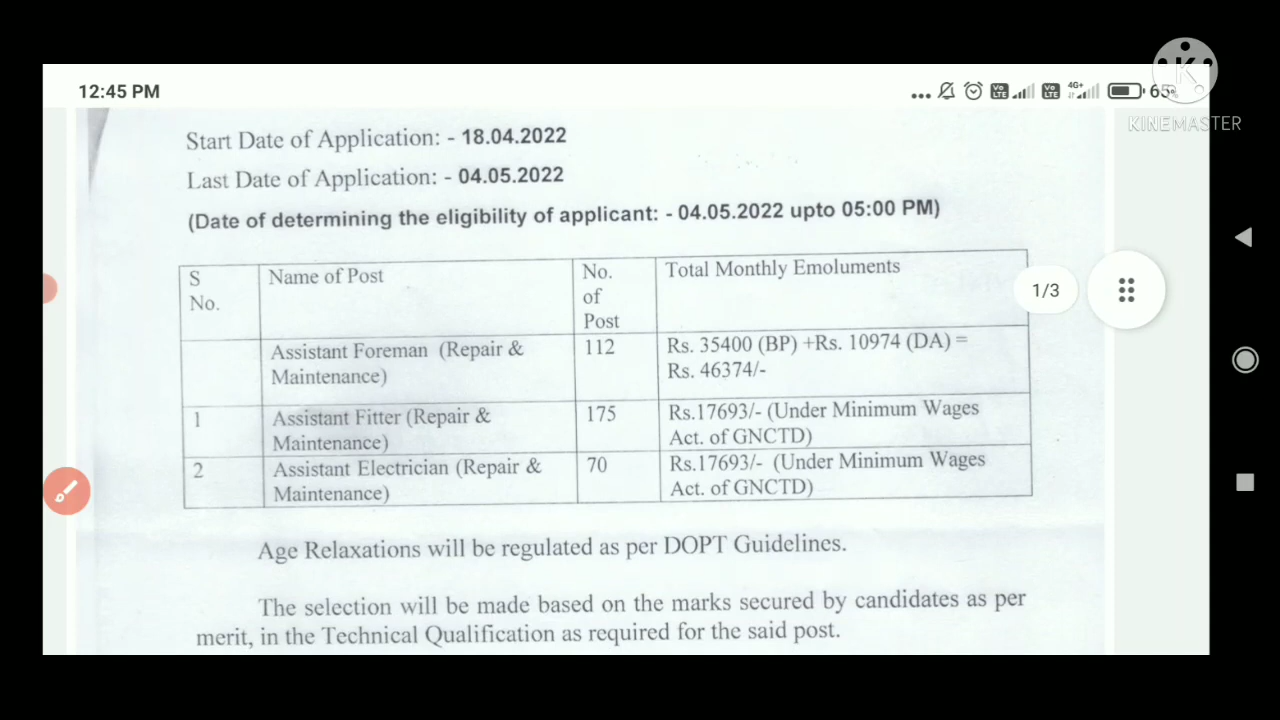 12:45 PM
65%
KINEMASTER
Start Date of Application: - 18.04.2022
Last Date of Application: - 04.05.2022
(Date of determining the eligibility of applicant: - 04.05.2022 upto 05:00 PM)
S
No.
Name of Post
No.
of
Post
Total Monthly Emoluments
1/3
Assistant Foreman (Repair &
Maintenance)
112
Rs. 35400 (BP) +Rs. 10974 (DA) =
Rs. 46374/-
1
Assistant Fitter (Repair &
Maintenance)
175
Rs.17693/- (Under Minimum Wages
Act. of GNCTD)
2
Assistant Electrician (Repair &
Maintenance)
70
Rs.17693/- (Under Minimum Wages
Act. of GNCTD)
Age Relaxations will be regulated as per DOPT Guidelines.
The selection will be made based on the marks secured by candidates as per
merit, in the Technical Qualification as required for the said post.